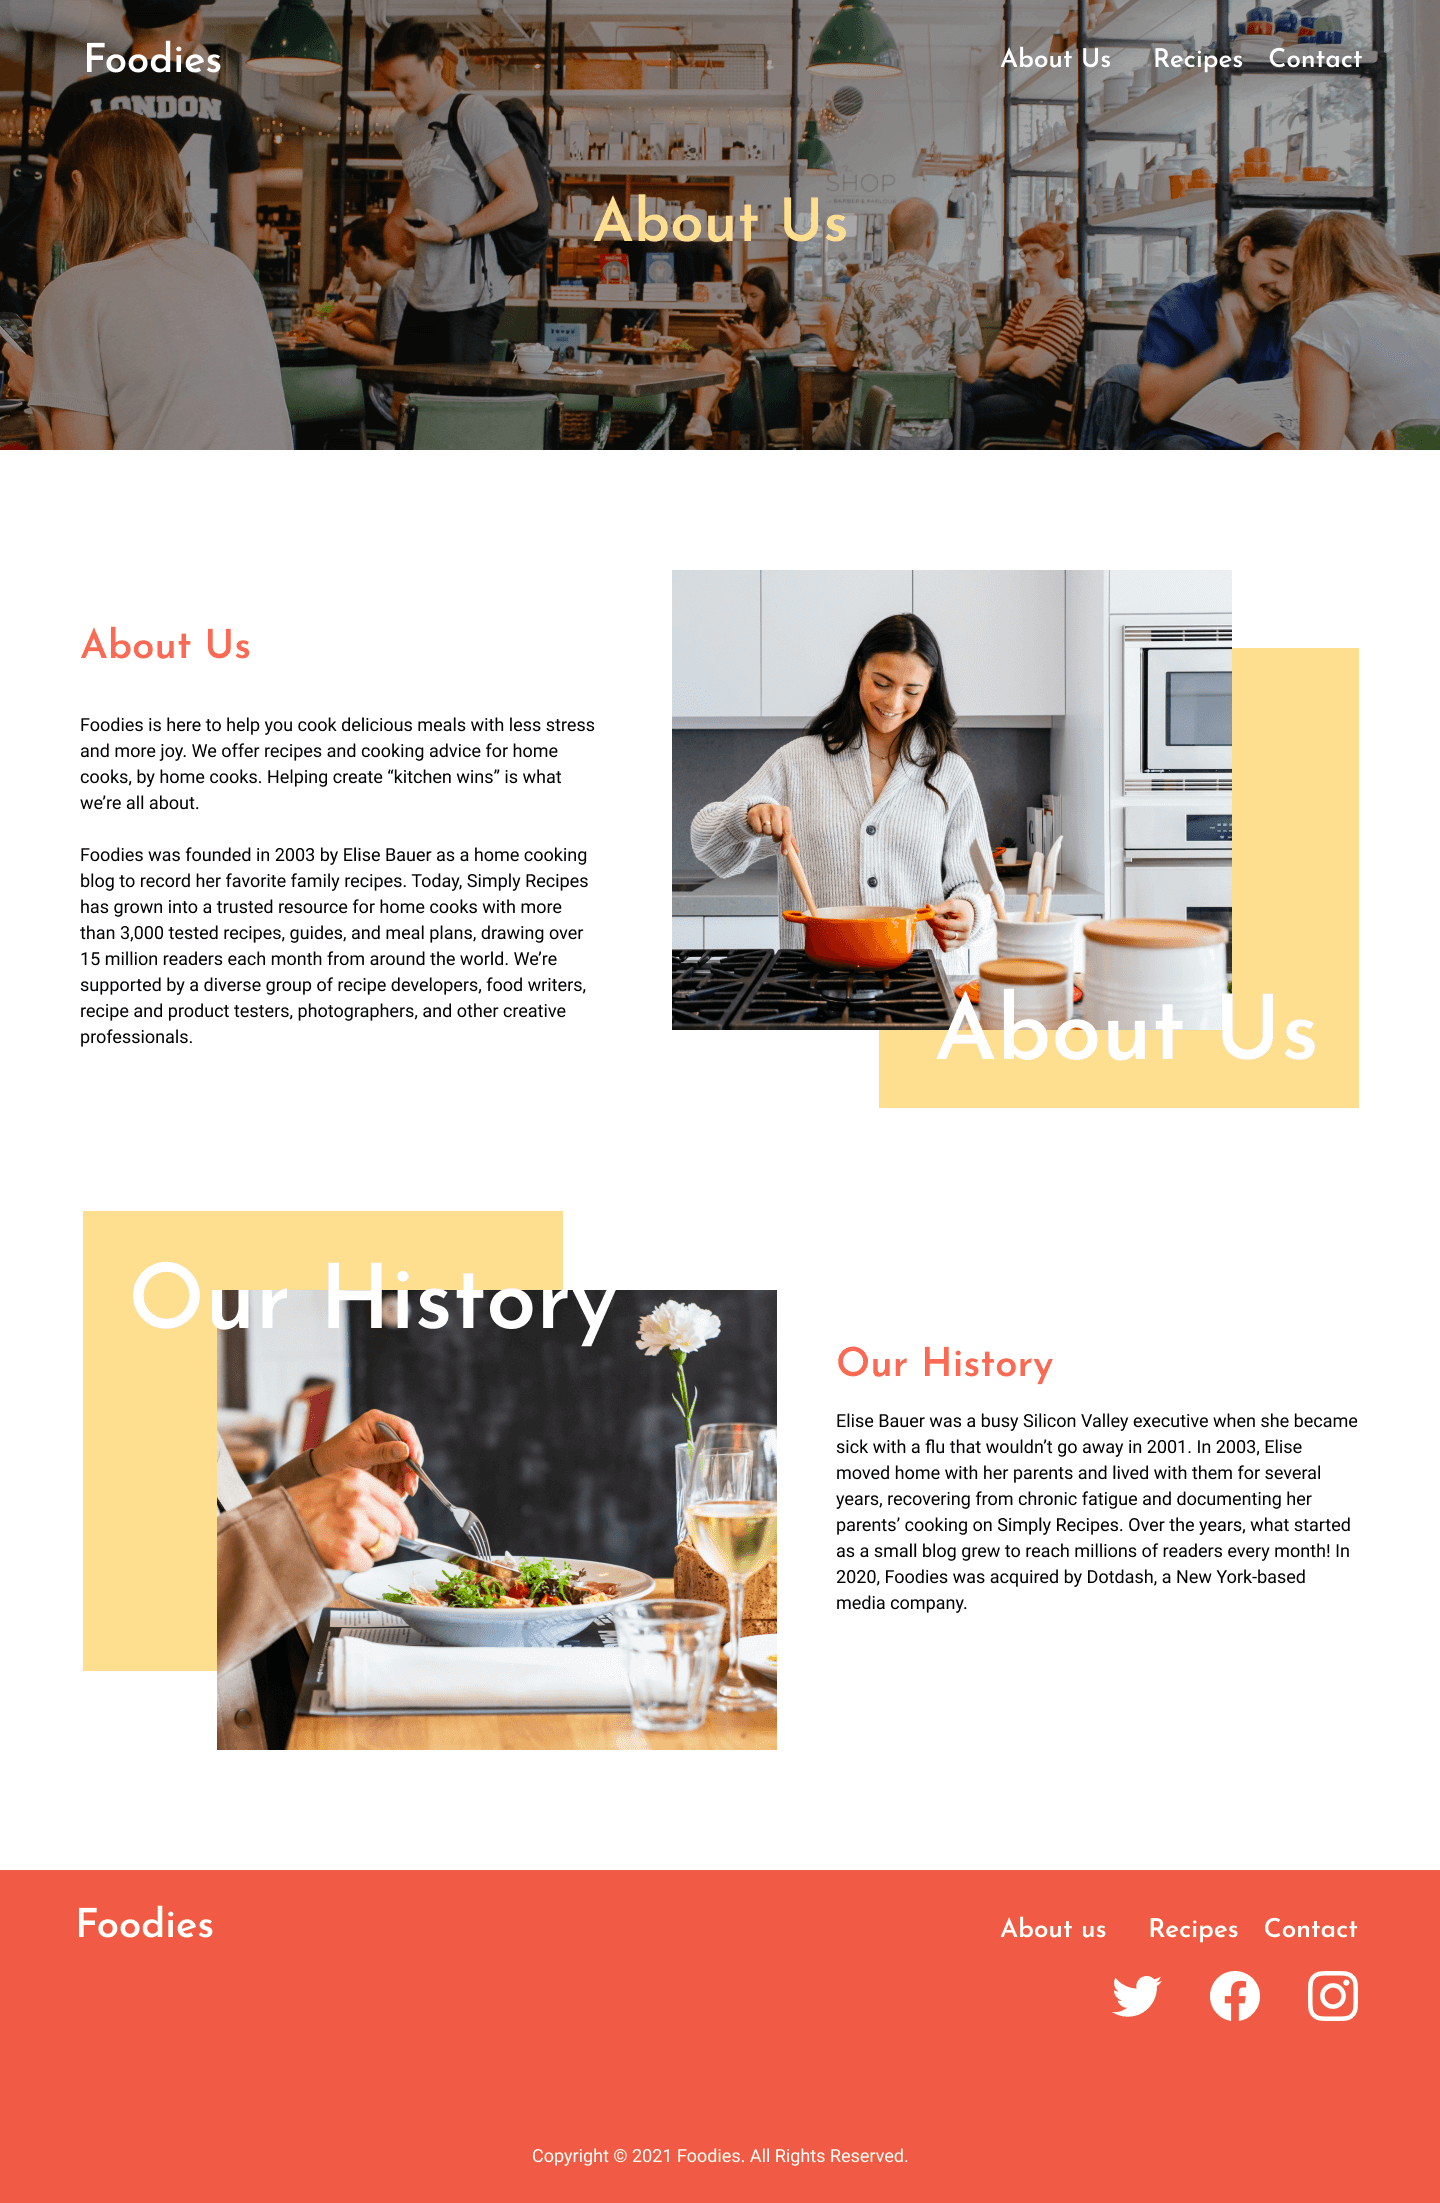 Foodies
About Us
Recipes
Contact
LONDON
4
SHOP
About Us
About Us
Foodies is here to help you cook delicious meals with less stress
and more joy. We offer recipes and cooking advice for home
cooks, by home cooks. Helping create “kitchen wins” is what
we’re all about.
Foodies was founded in 2003 by Elise Bauer as a home cooking
blog to record her favorite family recipes. Today, Simply Recipes
has grown into a trusted resource for home cooks with more
than 3,000 tested recipes, guides, and meal plans, drawing over
15 million readers each month from around the world. We’re
supported by a diverse group of recipe developers, food writers,
recipe and product testers, photographers, and other creative
professionals.
About Us
Our History
Our History
Elise Bauer was a busy Silicon Valley executive when she became
sick with a flu that wouldn’t go away in 2001. In 2003, Elise
moved home with her parents and lived with them for several
years, recovering from chronic fatigue and documenting her
parents’ cooking on Simply Recipes. Over the years, what started
as a small blog grew to reach millions of readers every month! In
2020, Foodies was acquired by Dotdash, a New York-based
media company.
Foodies
About us
Recipes
Contact
Copyright © 2021 Foodies. All Rights Reserved.